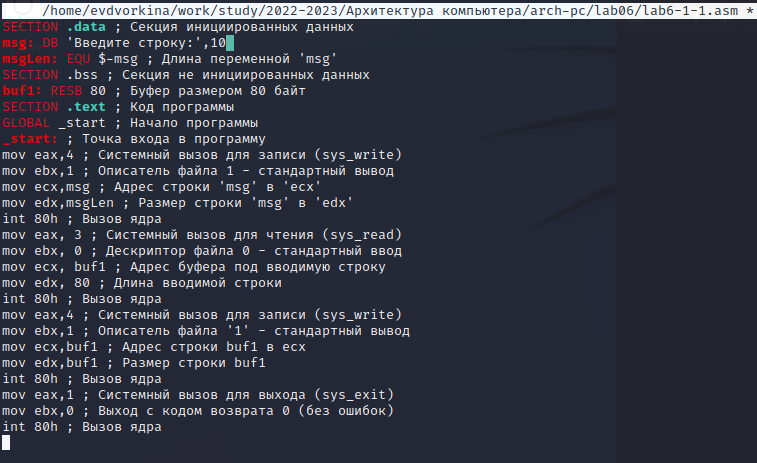 /home/evdvorkina/work/study/2022-2023/Архитектура компьютера/arch-pc/lab06/lab6-1-1.asm *
SECTION .data ; Секция инициированных данных
msg: DB 'Введите строку:',10
msgLen: EQU $-msg ; Длина переменной 'msg'
SECTION .bss ; Секция не инициированных данных
buf1: RESB 80 ; Буфер размером 80 байт
SECTION .text ; Код программы
GLOBAL _start ; Начало программы
_start: ; Точка входа в программу
mov eax,4 ; Системный вызов для записи (sys_write)
mov ebx,1 ; Описатель файла 1 - стандартный вывод
mov ecx,msg ; Адрес строки 'msg' в 'ecx'
mov edx,msgLen ; Размер строки 'msg' в 'edx'
int 80h ; Вызов ядра
mov eax, 3 ; Системный вызов для чтения (sys_read)
mov ebx, 0 ; Дескриптор файла 0 - стандартный ввод
mov ecx, buf1 ; Адрес буфера под вводимую строку
mov edx, 80 ; Длина вводимой строки
int 80h ; Вызов ядра
mov eax,4 ; Системный вызов для записи (sys_write)
mov ebx,1 ; Описатель файла '1' - стандартный вывод
mov ecx,buf1 ; Адрес строки buf1 в ecx
mov edx,buf1 ; Размер строки buf1
int 80h ; Вызов ядра
mov eax,1 ; Системный вызов для выхода (sys_exit)
mov ebx,0 ; Выход с кодом возврата 0 (без ошибок)
int 80h ; Вызов ядра